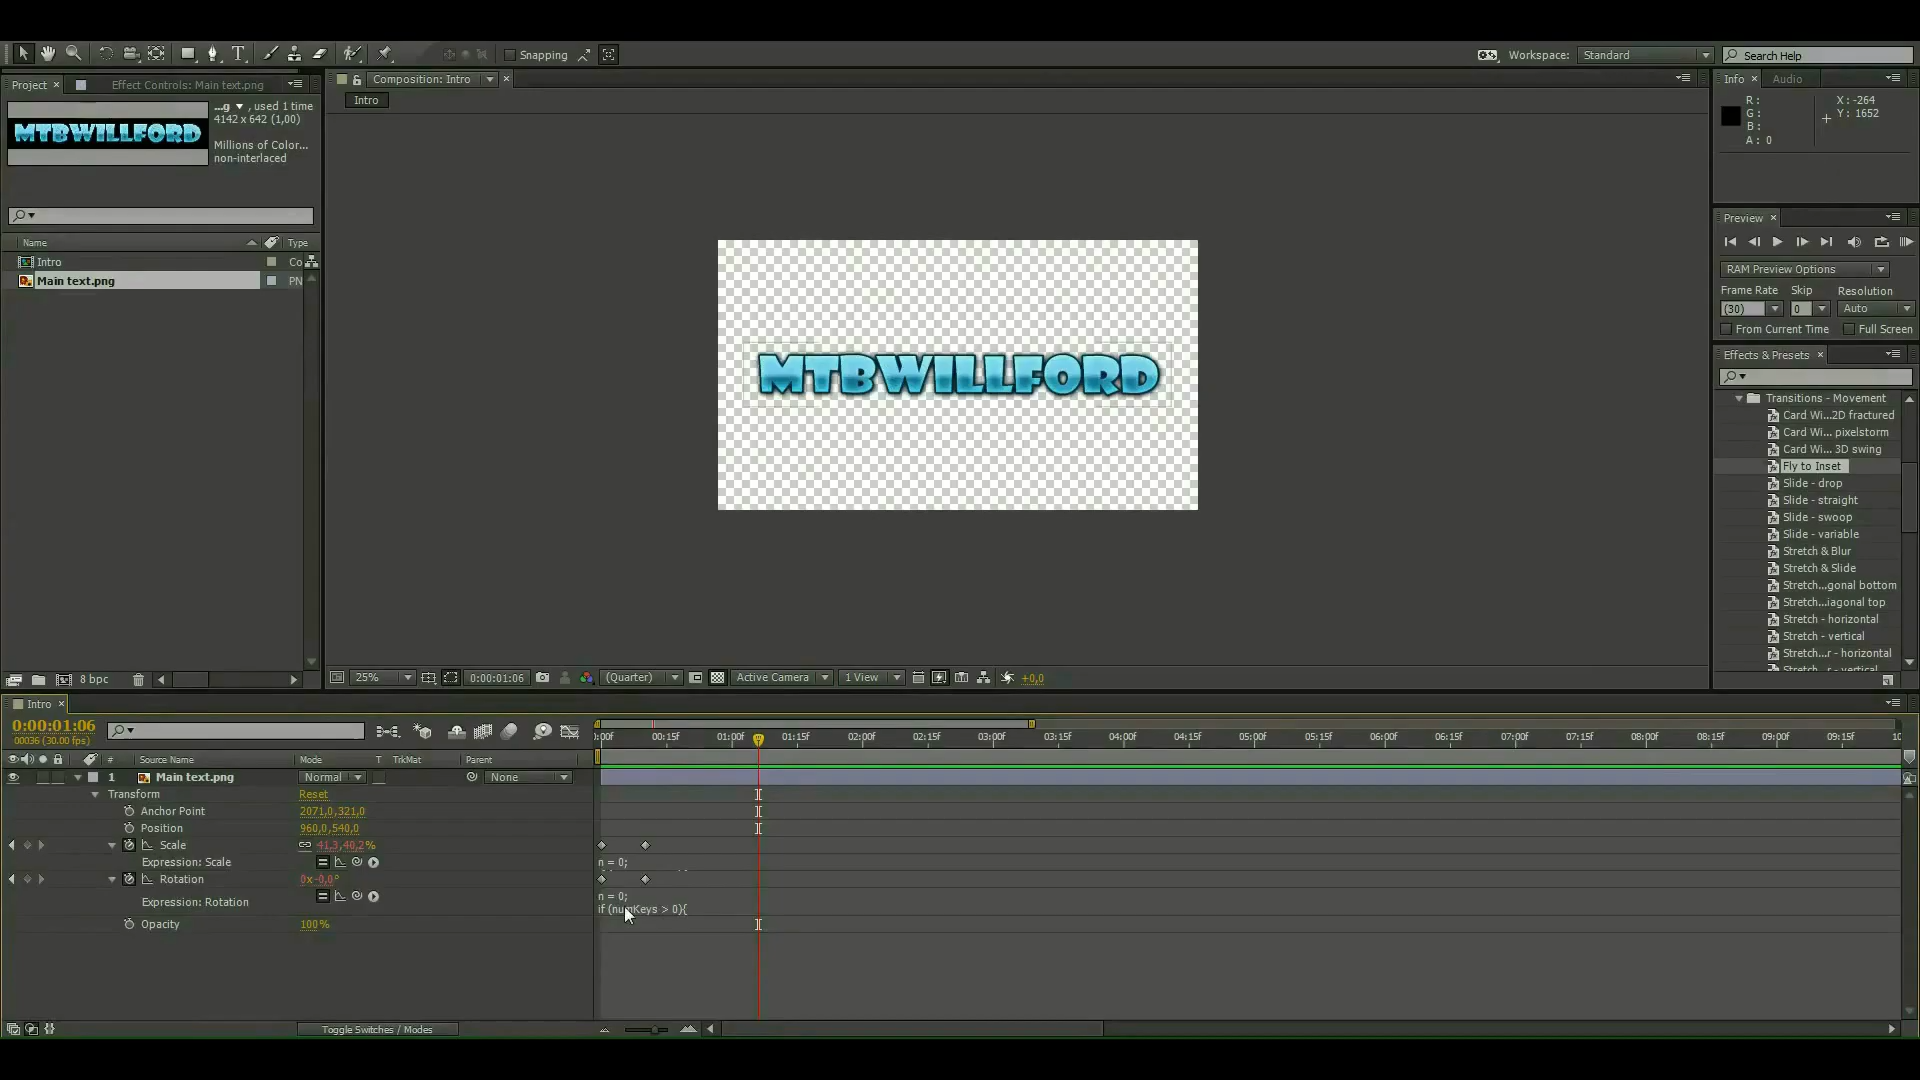 Snapping
Workspace: Standard
Search Help
Project
Effect Controls: Main text.png
Composition: Intro
Info
Audio
Intro
...g , used 1 time
4142 x 642 (1,00)
Millions of Color...
non-interlaced
MTBWILLFORD
R:
G:
B:
A: 0
X: -264
Y: 1652
Preview
Name
Type
Intro
Co
Main text.png
PN
RAM Preview Options
Frame Rate
Skip
Resolution
(30)
0
Auto
From Current Time
Full Screen
Effects & Presets
Transitions - Movement
Card Wi...2D fractured
Card Wi... pixelstorm
Card Wi... 3D swing
Fly to Inset
Slide - drop
Slide - straight
Slide - swoop
Slide - variable
Stretch & Blur
Stretch & Slide
Stretch...gonal bottom
Stretch...iagonal top
Stretch - horizontal
Stretch - vertical
Stretch...r - horizontal
Stretch...r - vertical
MTBWILLFORD
8 bpc
25%
0:00:01:06
(Quarter)
Active Camera
1 View
+0,0
Intro
0:00:01:06
00036 (30.00 fps)
:00f
00:15f
01:00f
01:15f
02:00f
02:15f
03:00f
03:15f
04:00f
04:15f
05:00f
05:15f
06:00f
06:15f
07:00f
07:15f
08:00f
08:15f
09:00f
09:15f
10
#
Source Name
Mode
T
TrkMat
Parent
1
Main text.png
Normal
None
Transform
Reset
Anchor Point
2071,0,321,0
Position
960,0,540,0
Scale
41,3,40,2%
Expression: Scale
n = 0;
Rotation
0x-0,0°
Expression: Rotation
n = 0;
if (numKeys > 0){
Opacity
100%
Toggle Switches / Modes